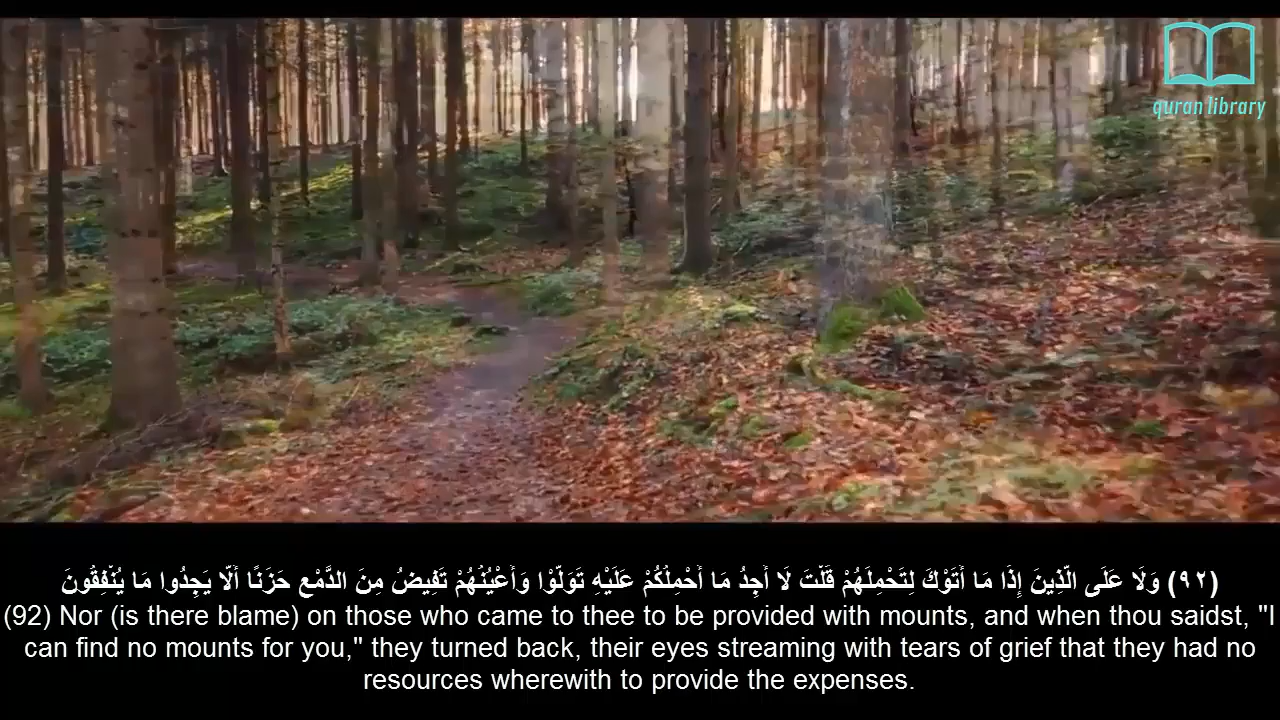 quran library
(٩٢) وَلَا عَلَى الَّذِينَ إِذَا مَا أَتَوْكَ لِتَحْمِلَهُمْ قُلْتَ لَا أَجِدُ مَا أَحْمِلُكُمْ عَلَيْهِ تَوَلَّوْا وَأَعْيُنُهُمْ تَفِيضُ مِنَ الدَّمْعِ حَزَنًا أَلَّا يَجِدُوا مَا يُنْفِقُونَ
(92) Nor (is there blame) on those who came to thee to be provided with mounts, and when thou saidst, "I
can find no mounts for you," they turned back, their eyes streaming with tears of grief that they had no
resources wherewith to provide the expenses.